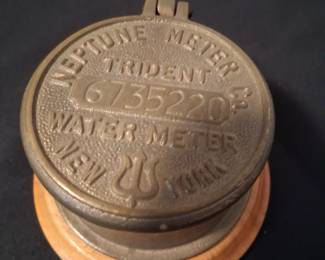 NEPTUNE METER Co.
TRIDENT
6735220
WATER METER
NEW YORK